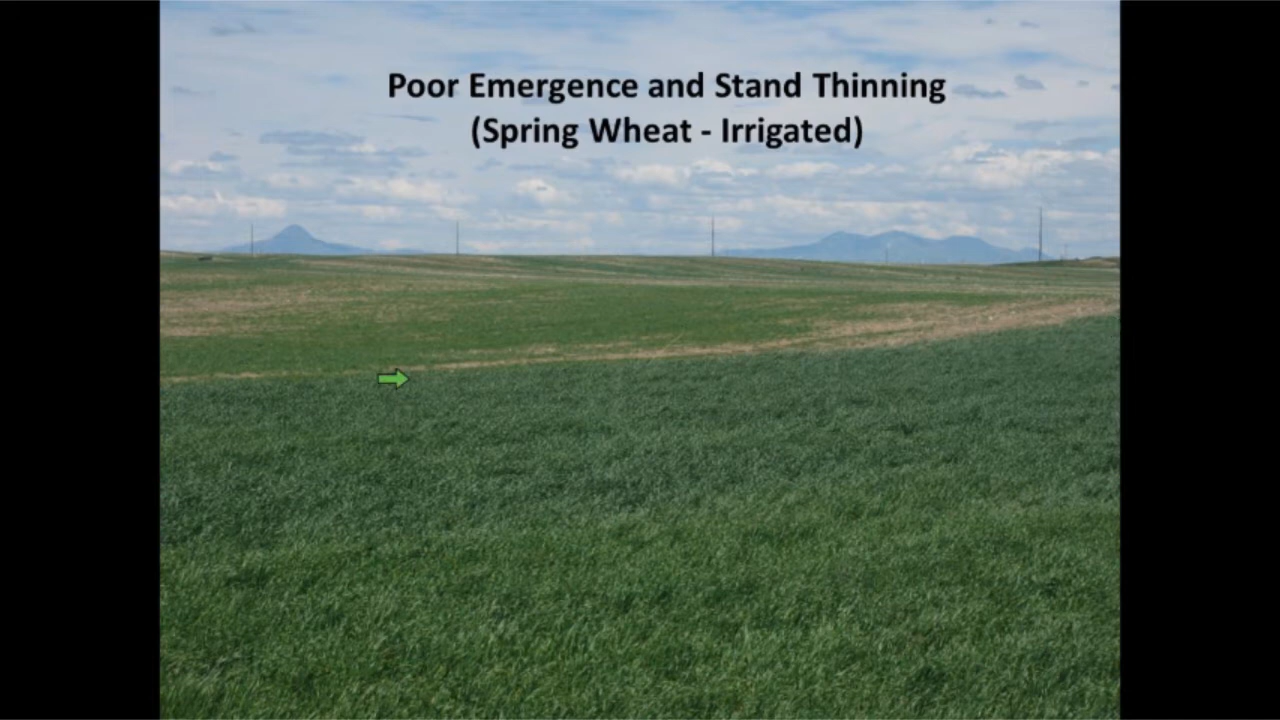 Poor Emergence and Stand Thinning
(Spring Wheat - Irrigated)